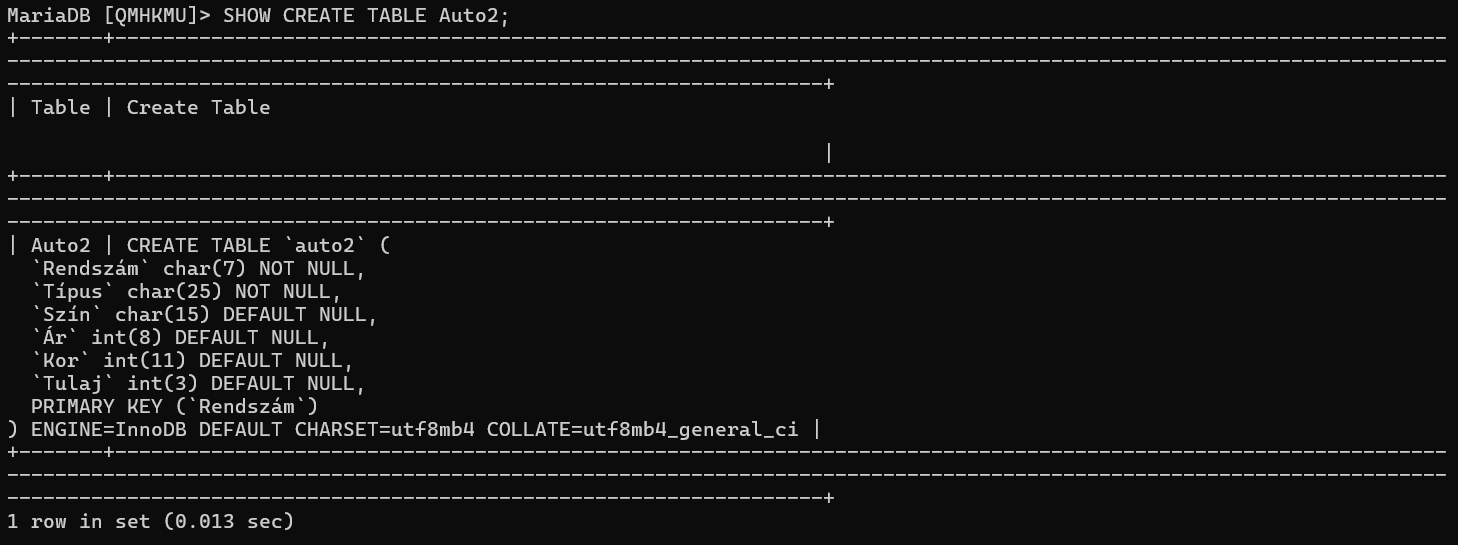 MariaDB [QMHKMU]> SHOW CREATE TABLE Auto2;
+-------+---------------------------------------------------------------------------------------------------------------
------------------------------------------------------------------------------------------------------------------------
--------------------------------------------------------------------+
| Table | Create Table
|
+-------+---------------------------------------------------------------------------------------------------------------
------------------------------------------------------------------------------------------------------------------------
--------------------------------------------------------------------+
| Auto2 | CREATE TABLE `auto2` (
  `Rendszám` char(7) NOT NULL,
  `Típus` char(25) NOT NULL,
  `Szín` char(15) DEFAULT NULL,
  `Ár` int(8) DEFAULT NULL,
  `Kor` int(11) DEFAULT NULL,
  `Tulaj` int(3) DEFAULT NULL,
  PRIMARY KEY (`Rendszám`)
) ENGINE=InnoDB DEFAULT CHARSET=utf8mb4 COLLATE=utf8mb4_general_ci |
+-------+---------------------------------------------------------------------------------------------------------------
------------------------------------------------------------------------------------------------------------------------
--------------------------------------------------------------------+
1 row in set (0.013 sec)